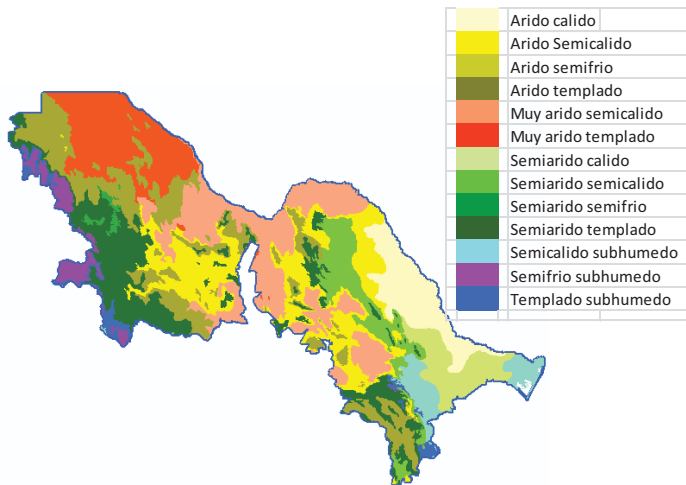 Arido calido
Arido Semicalido
Arido semifrio
Arido templado
Muy arido semicalido
Muy arido templado
Semiarido calido
Semiarido semicalido
Semiarido semifrio
Semiarido templado
Semicalido subhumedo
Semifrio subhumedo
Templado subhumedo